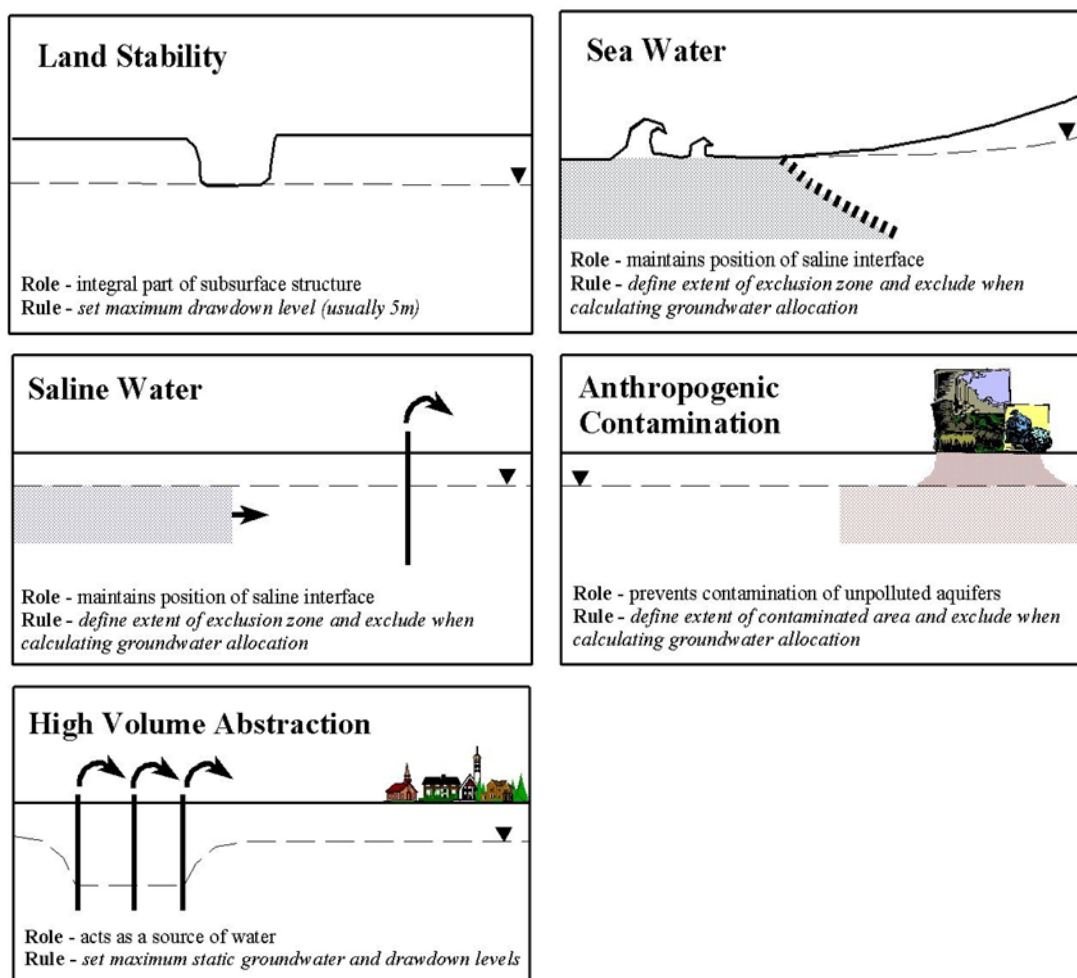 Land Stability
Role - integral part of subsurface structure
Rule - set maximum drawdown level (usually 5m)
Sea Water
Role - maintains position of saline interface
Rule - define extent of exclusion zone and exclude when
calculating groundwater allocation
Saline Water
Role - maintains position of saline interface
Rule - define extent of exclusion zone and exclude when
calculating groundwater allocation
Anthropogenic
Contamination
Role - prevents contamination of unpolluted aquifers
Rule - define extent of contaminated area and exclude when
calculating groundwater allocation
High Volume Abstraction
Role - acts as a source of water
Rule - set maximum static groundwater and drawdown levels